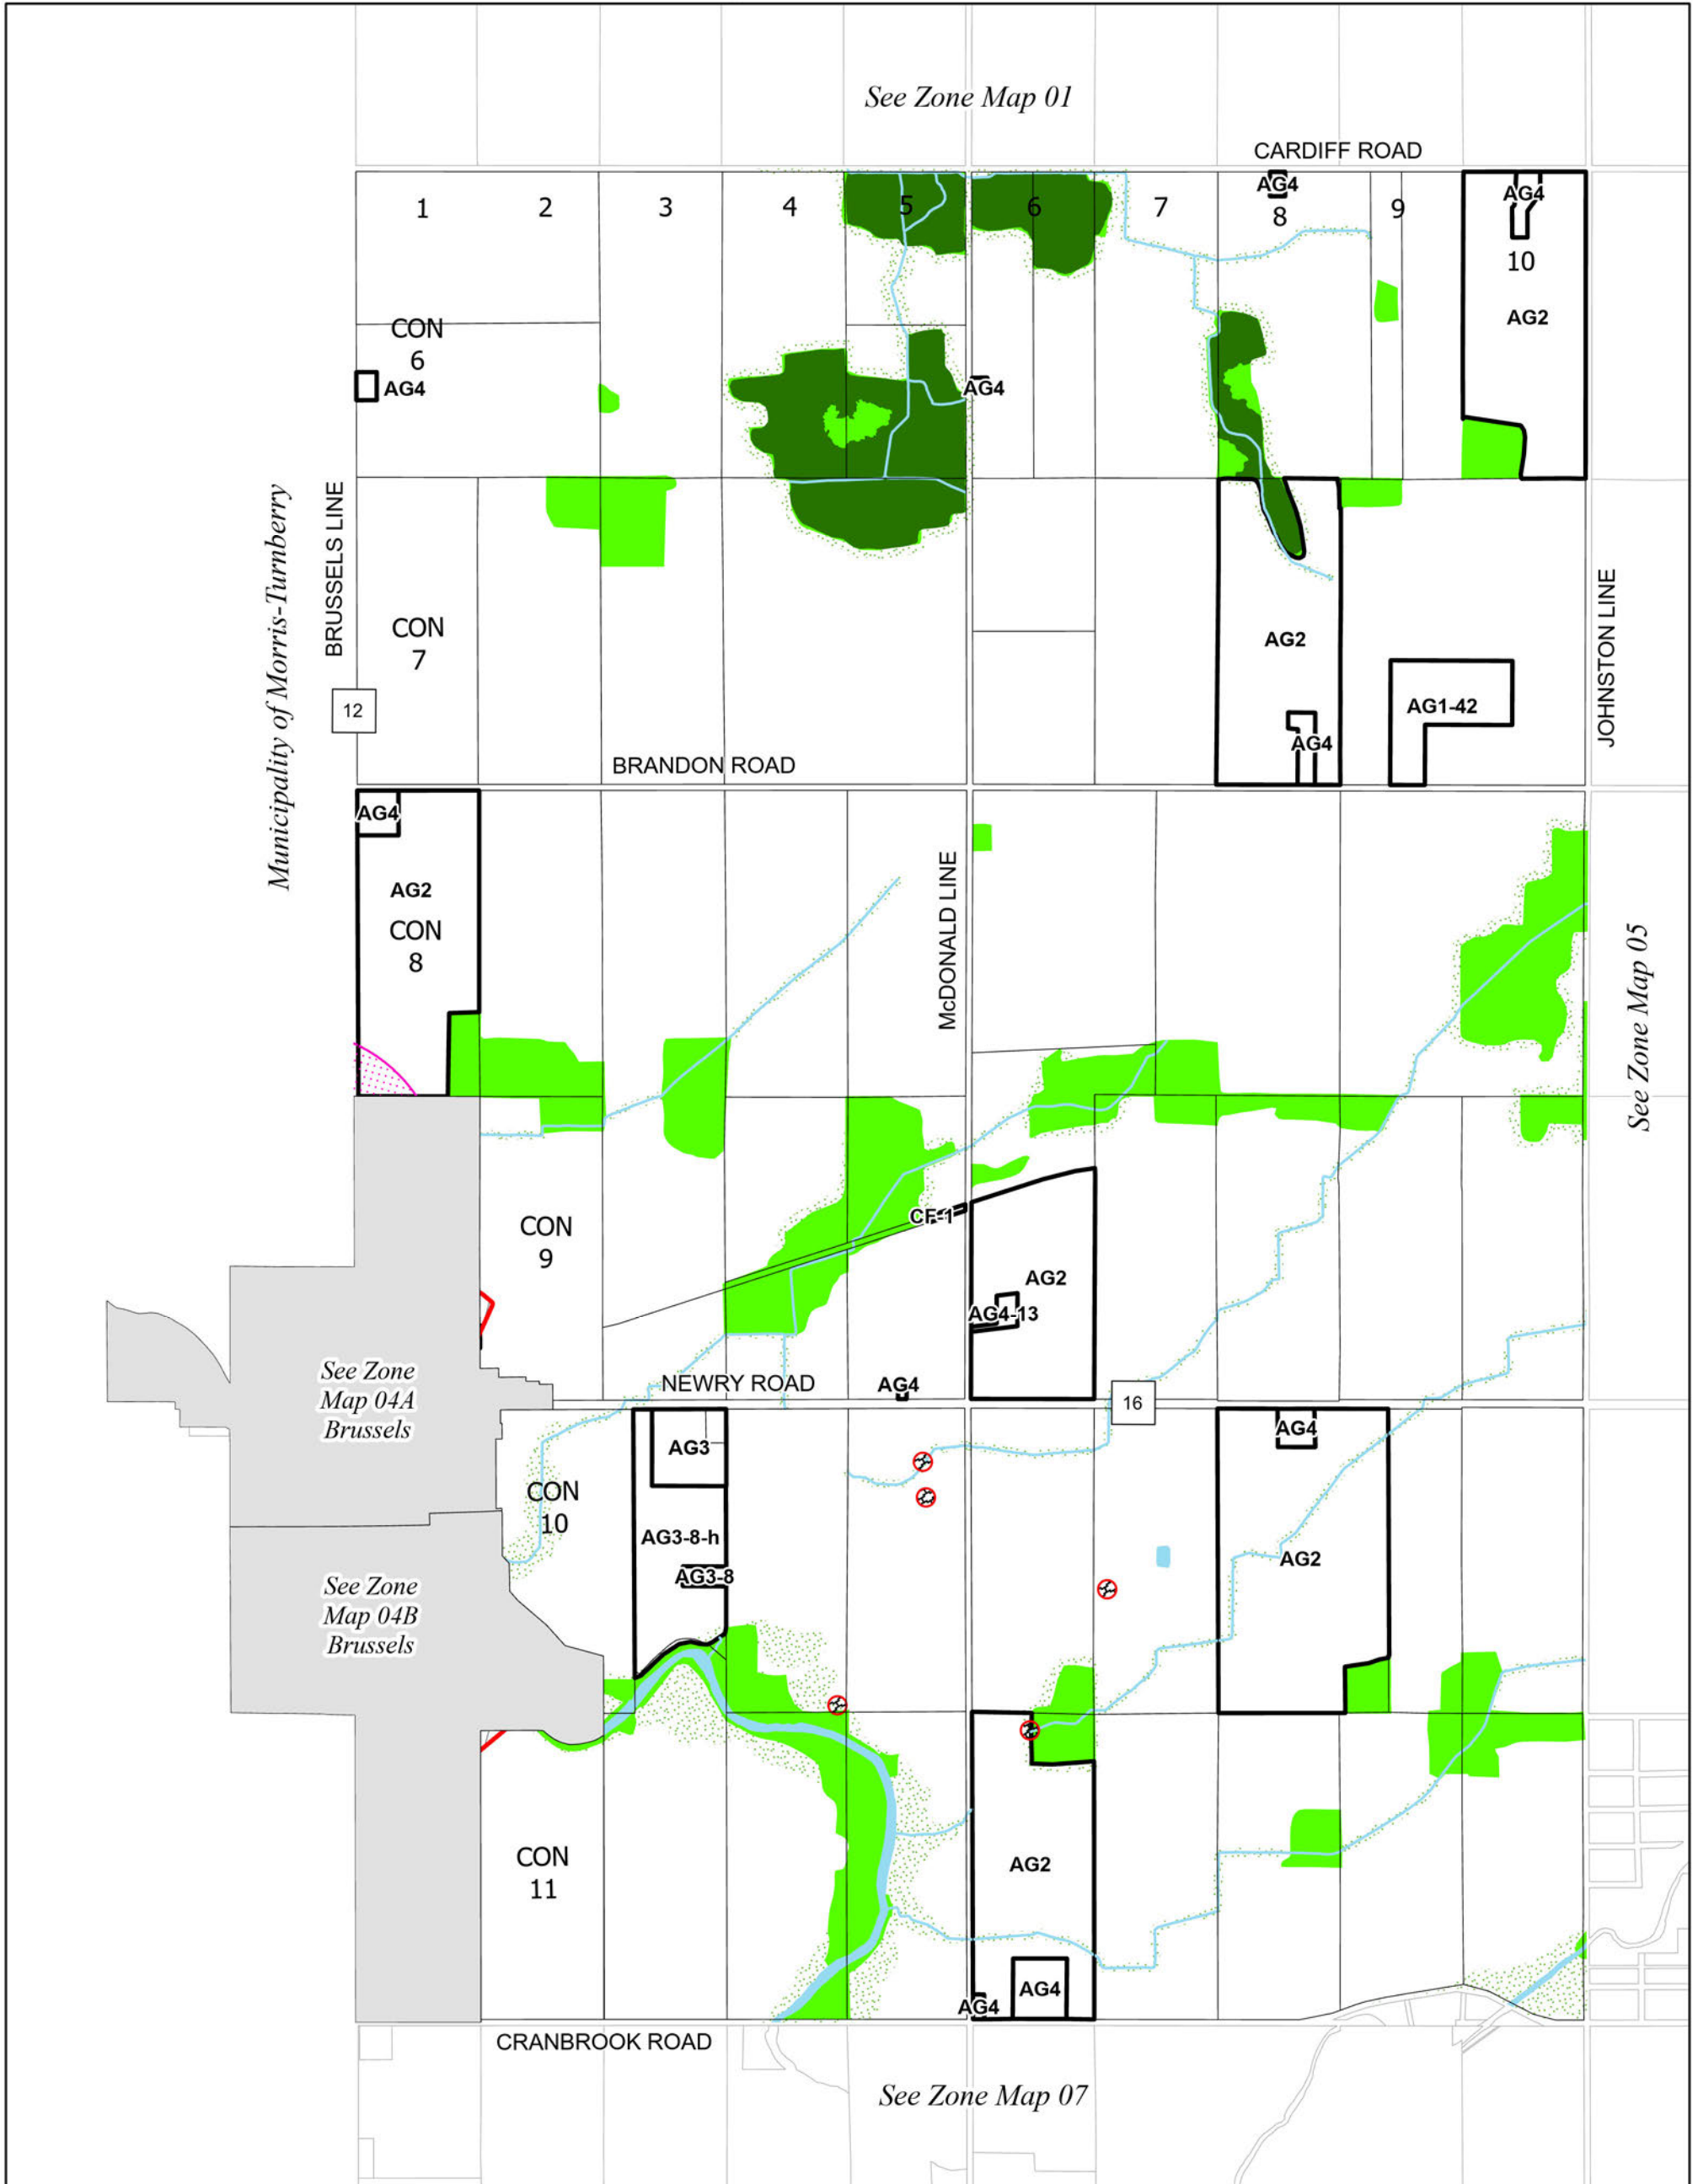 See Zone Map 01
CARDIFF ROAD
1
2
3
4
5
6
7
AG4
8
9
AG4
10
AG2
CON
6
AG4
AG4
Municipality of Morris-Turnberry
BRUSSELS LINE
CON
7
12
AG2
AG4
AG1-42
JOHNSTON LINE
BRANDON ROAD
AG4
AG2
CON
8
McDONALD LINE
See Zone Map 05
CON
9
CF-1
AG2
AG4-13
See Zone
Map 04A
Brussels
NEWRY ROAD
AG4
16
AG3
AG4
CON
10
AG3-8-h
AG3-8
AG2
See Zone
Map 04B
Brussels
CON
11
AG2
AG4
AG4
CRANBROOK ROAD
See Zone Map 07